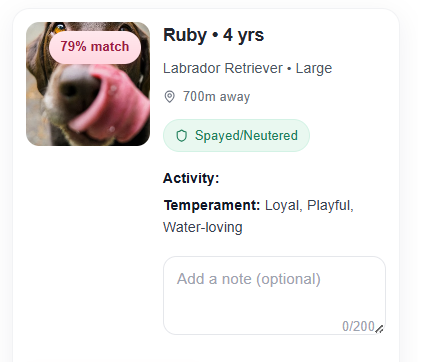 79% match
Ruby • 4 yrs
Labrador Retriever • Large
700m away
Spayed/Neutered
Activity:
Temperament: Loyal, Playful,
Water-loving
Add a note (optional)
0/200